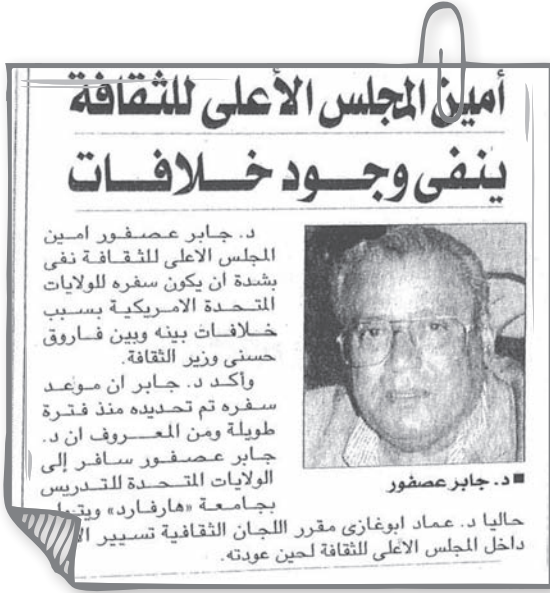 أمين المجلس الأعلى للثقافة
ينفى وجود خلافات
د. جابر عصفور امين
المجلس الاعلى للثقافة نفى
بشدة ان يكون سفره للولايات
المتحدة الامريكية بسبب
خلافات بينه وبين فاروق
حسنى وزير الثقافة.
وأكد د. جابر ان موعد
سفره تم تحديده منذ فترة
طويلة ومن المعروف ان د.
جابر عصفور سافر إلى
الولايات المتحدة للتدريس
بجامعة «هارفارد»
■ د. جابر عصفور
حاليا د. عماد ابوغازى مقرر اللجان الثقافية تسيير
داخل المجلس الأعلى للثقافة لحين عودته.